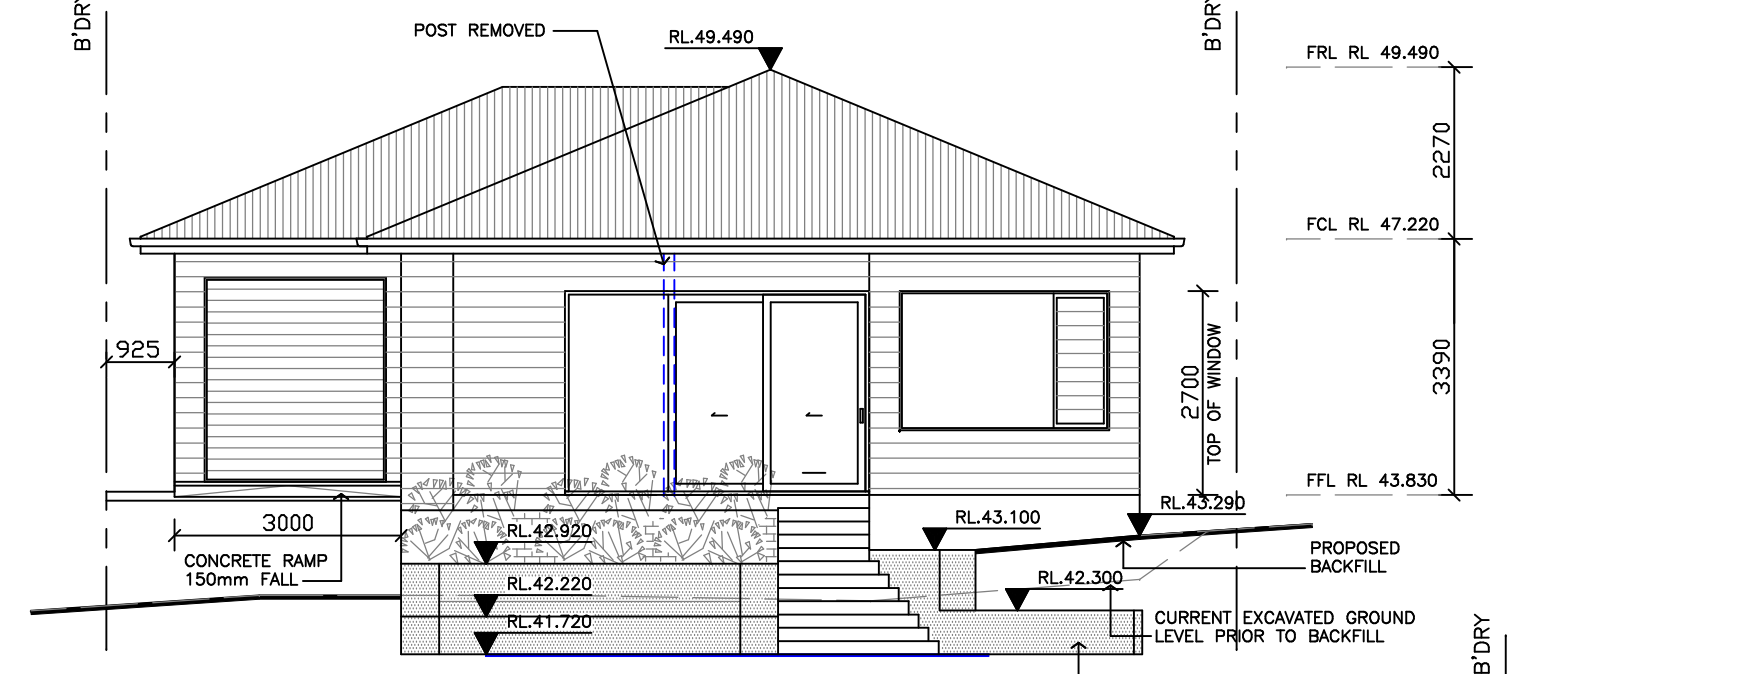 B'DRY
POST REMOVED
RL.49.490
B'DRY
FRL RL 49.490
2270
FCL RL 47.220
925
3390
2700
TOP OF WINDOW
FFL RL 43.830
RL.43.290
3000
RL.42.920
RL.43.100
CONCRETE RAMP
150mm FALL
PROPOSED
BACKFILL
RL.42.220
RL.42.300
RL.41.720
CURRENT EXCAVATED GROUND
LEVEL PRIOR TO BACKFILL
B'DRY